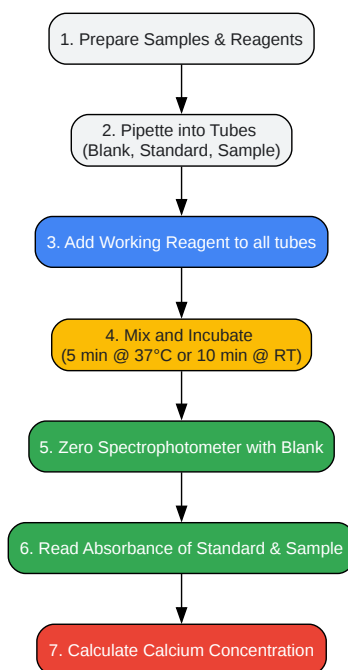 1. Prepare Samples & Reagents
2. Pipette into Tubes
(Blank, Standard, Sample)
3. Add Working Reagent to all tubes
4. Mix and Incubate
(5 min @ 37°C or 10 min @ RT)
5. Zero Spectrophotometer with Blank
6. Read Absorbance of Standard & Sample
7. Calculate Calcium Concentration